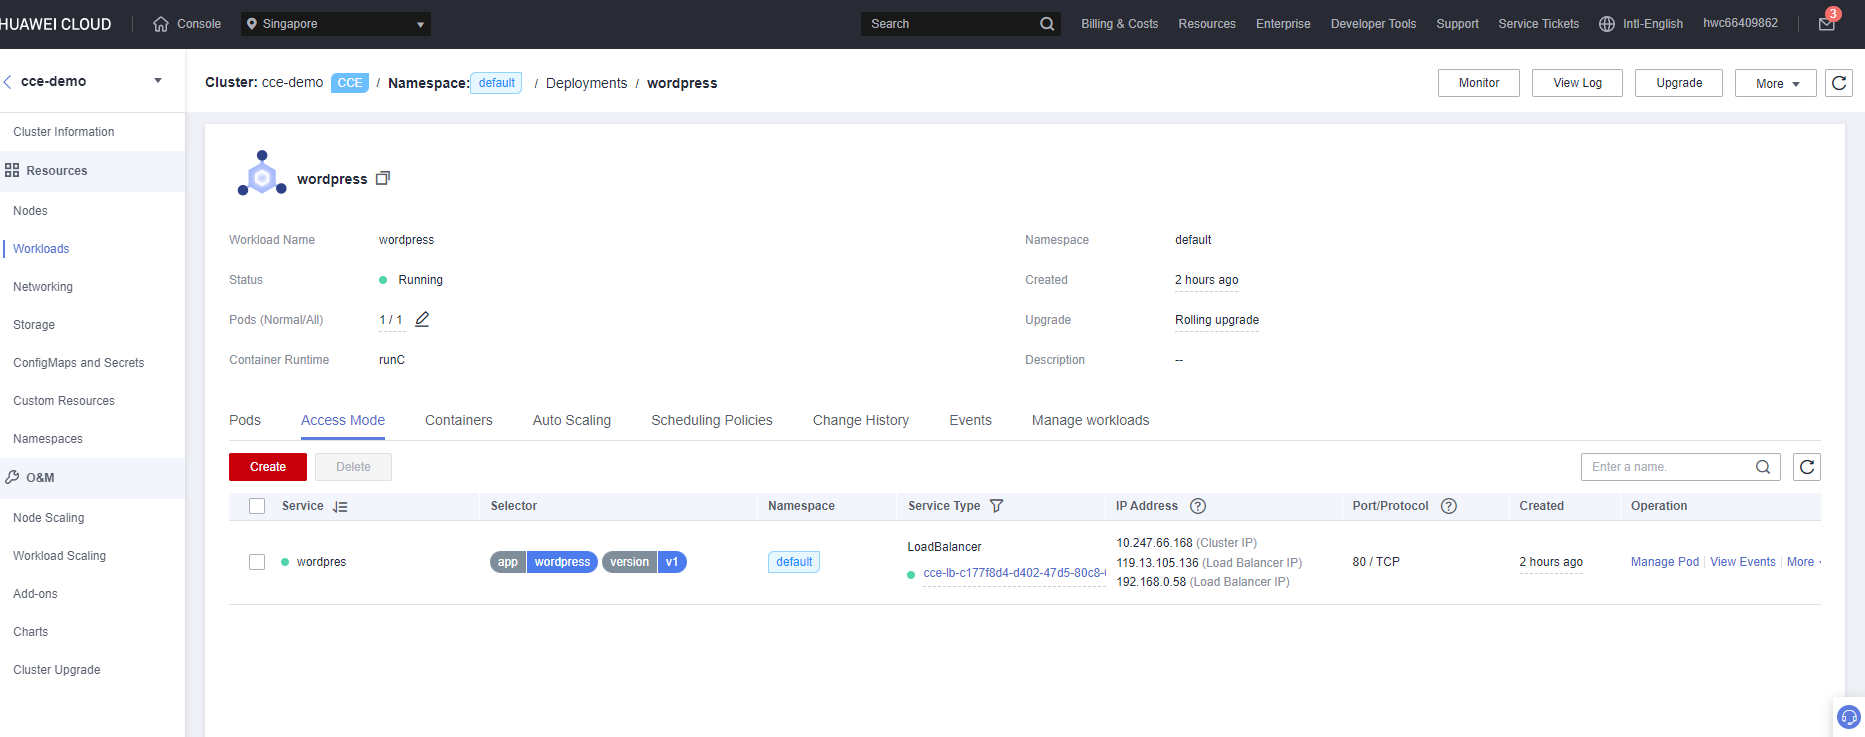 HUAWEI CLOUD
Console
Singapore
Search
Billing & Costs
Resources
Enterprise
Developer Tools
Support
Service Tickets
Intl-English
hwc66409862
3
cce-demo
Cluster: cce-demo CCE / Namespace: default / Deployments / wordpress
Monitor
View Log
Upgrade
More
Cluster Information
Resources
Nodes
Workloads
Networking
Storage
ConfigMaps and Secrets
Custom Resources
Namespaces
O&M
Node Scaling
Workload Scaling
Add-ons
Charts
Cluster Upgrade
wordpress
Workload Name wordpress
Namespace default
Status Running
Created 2 hours ago
Pods (Normal/All) 1 / 1
Upgrade Rolling upgrade
Container Runtime runC
Description --
Pods
Access Mode
Containers
Auto Scaling
Scheduling Policies
Change History
Events
Manage workloads
Create
Delete
Enter a name.
Service
Selector
Namespace
Service Type
IP Address
Port/Protocol
Created
Operation
wordpres
app wordpress version v1
default
LoadBalancer
cce-lb-c177f8d4-d402-47d5-80c8-
10.247.66.168 (Cluster IP)
119.13.105.136 (Load Balancer IP)
192.168.0.58 (Load Balancer IP)
80 / TCP
2 hours ago
Manage Pod
View Events
More